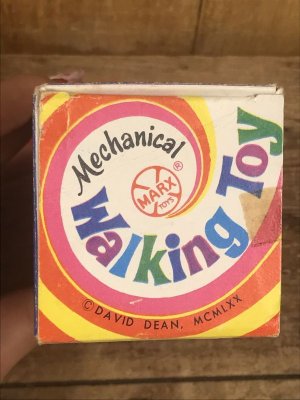 Mechanical
MARX
TOYS
®
Walking Toy
© DAVID DEAN, MCMLXX